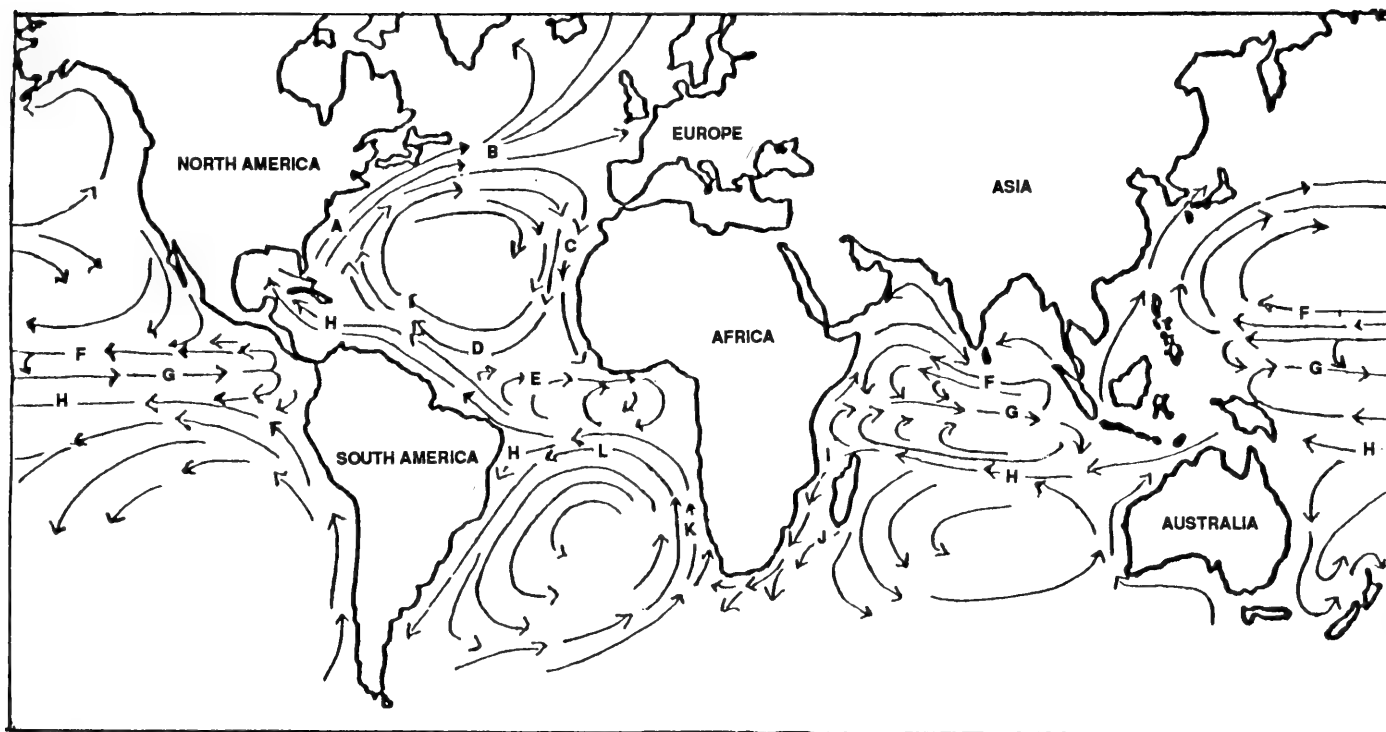 B
EUROPE
NORTH AMERICA
ASIA
A
C
H
AFRICA
F
D
F
G
E
F
G
H
G
H
SOUTH AMERICA
H
L
I
H
H
K
J
AUSTRALIA